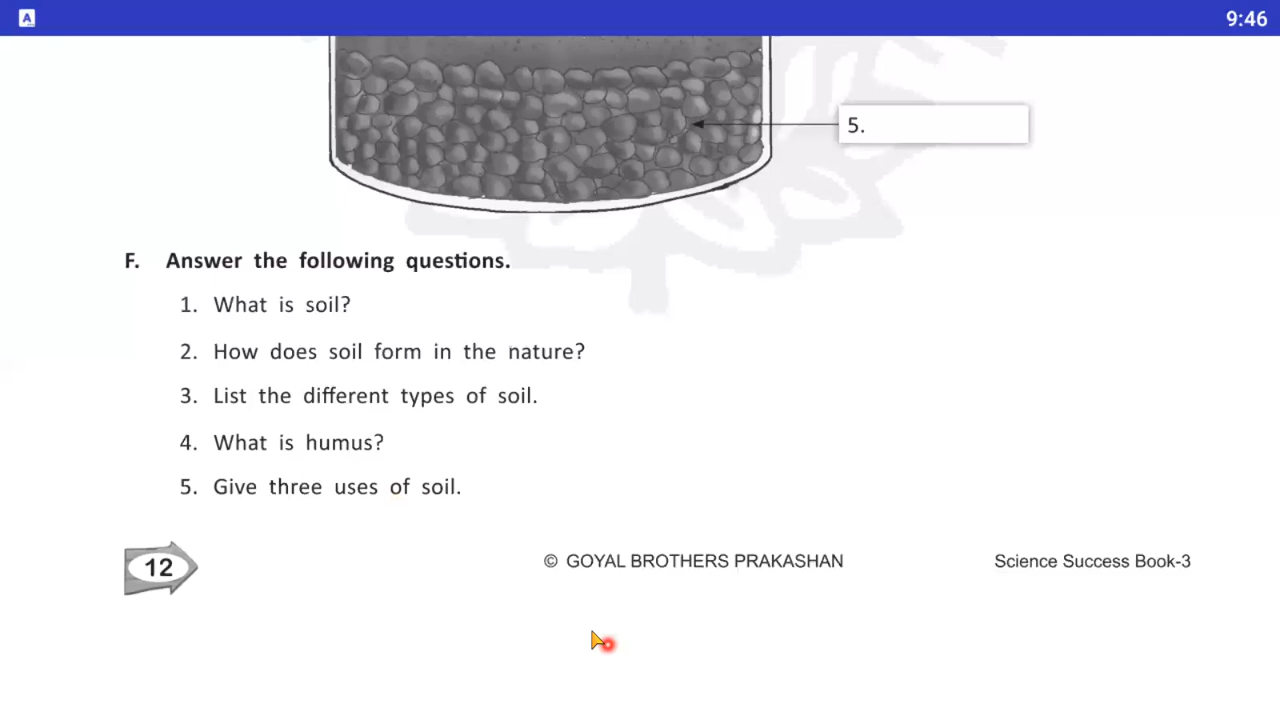 A
9:46
5.
F. Answer the following questions.
1. What is soil?
2. How does soil form in the nature?
3. List the different types of soil.
4. What is humus?
5. Give three uses of soil.
12
© GOYAL BROTHERS PRAKASHAN
Science Success Book-3